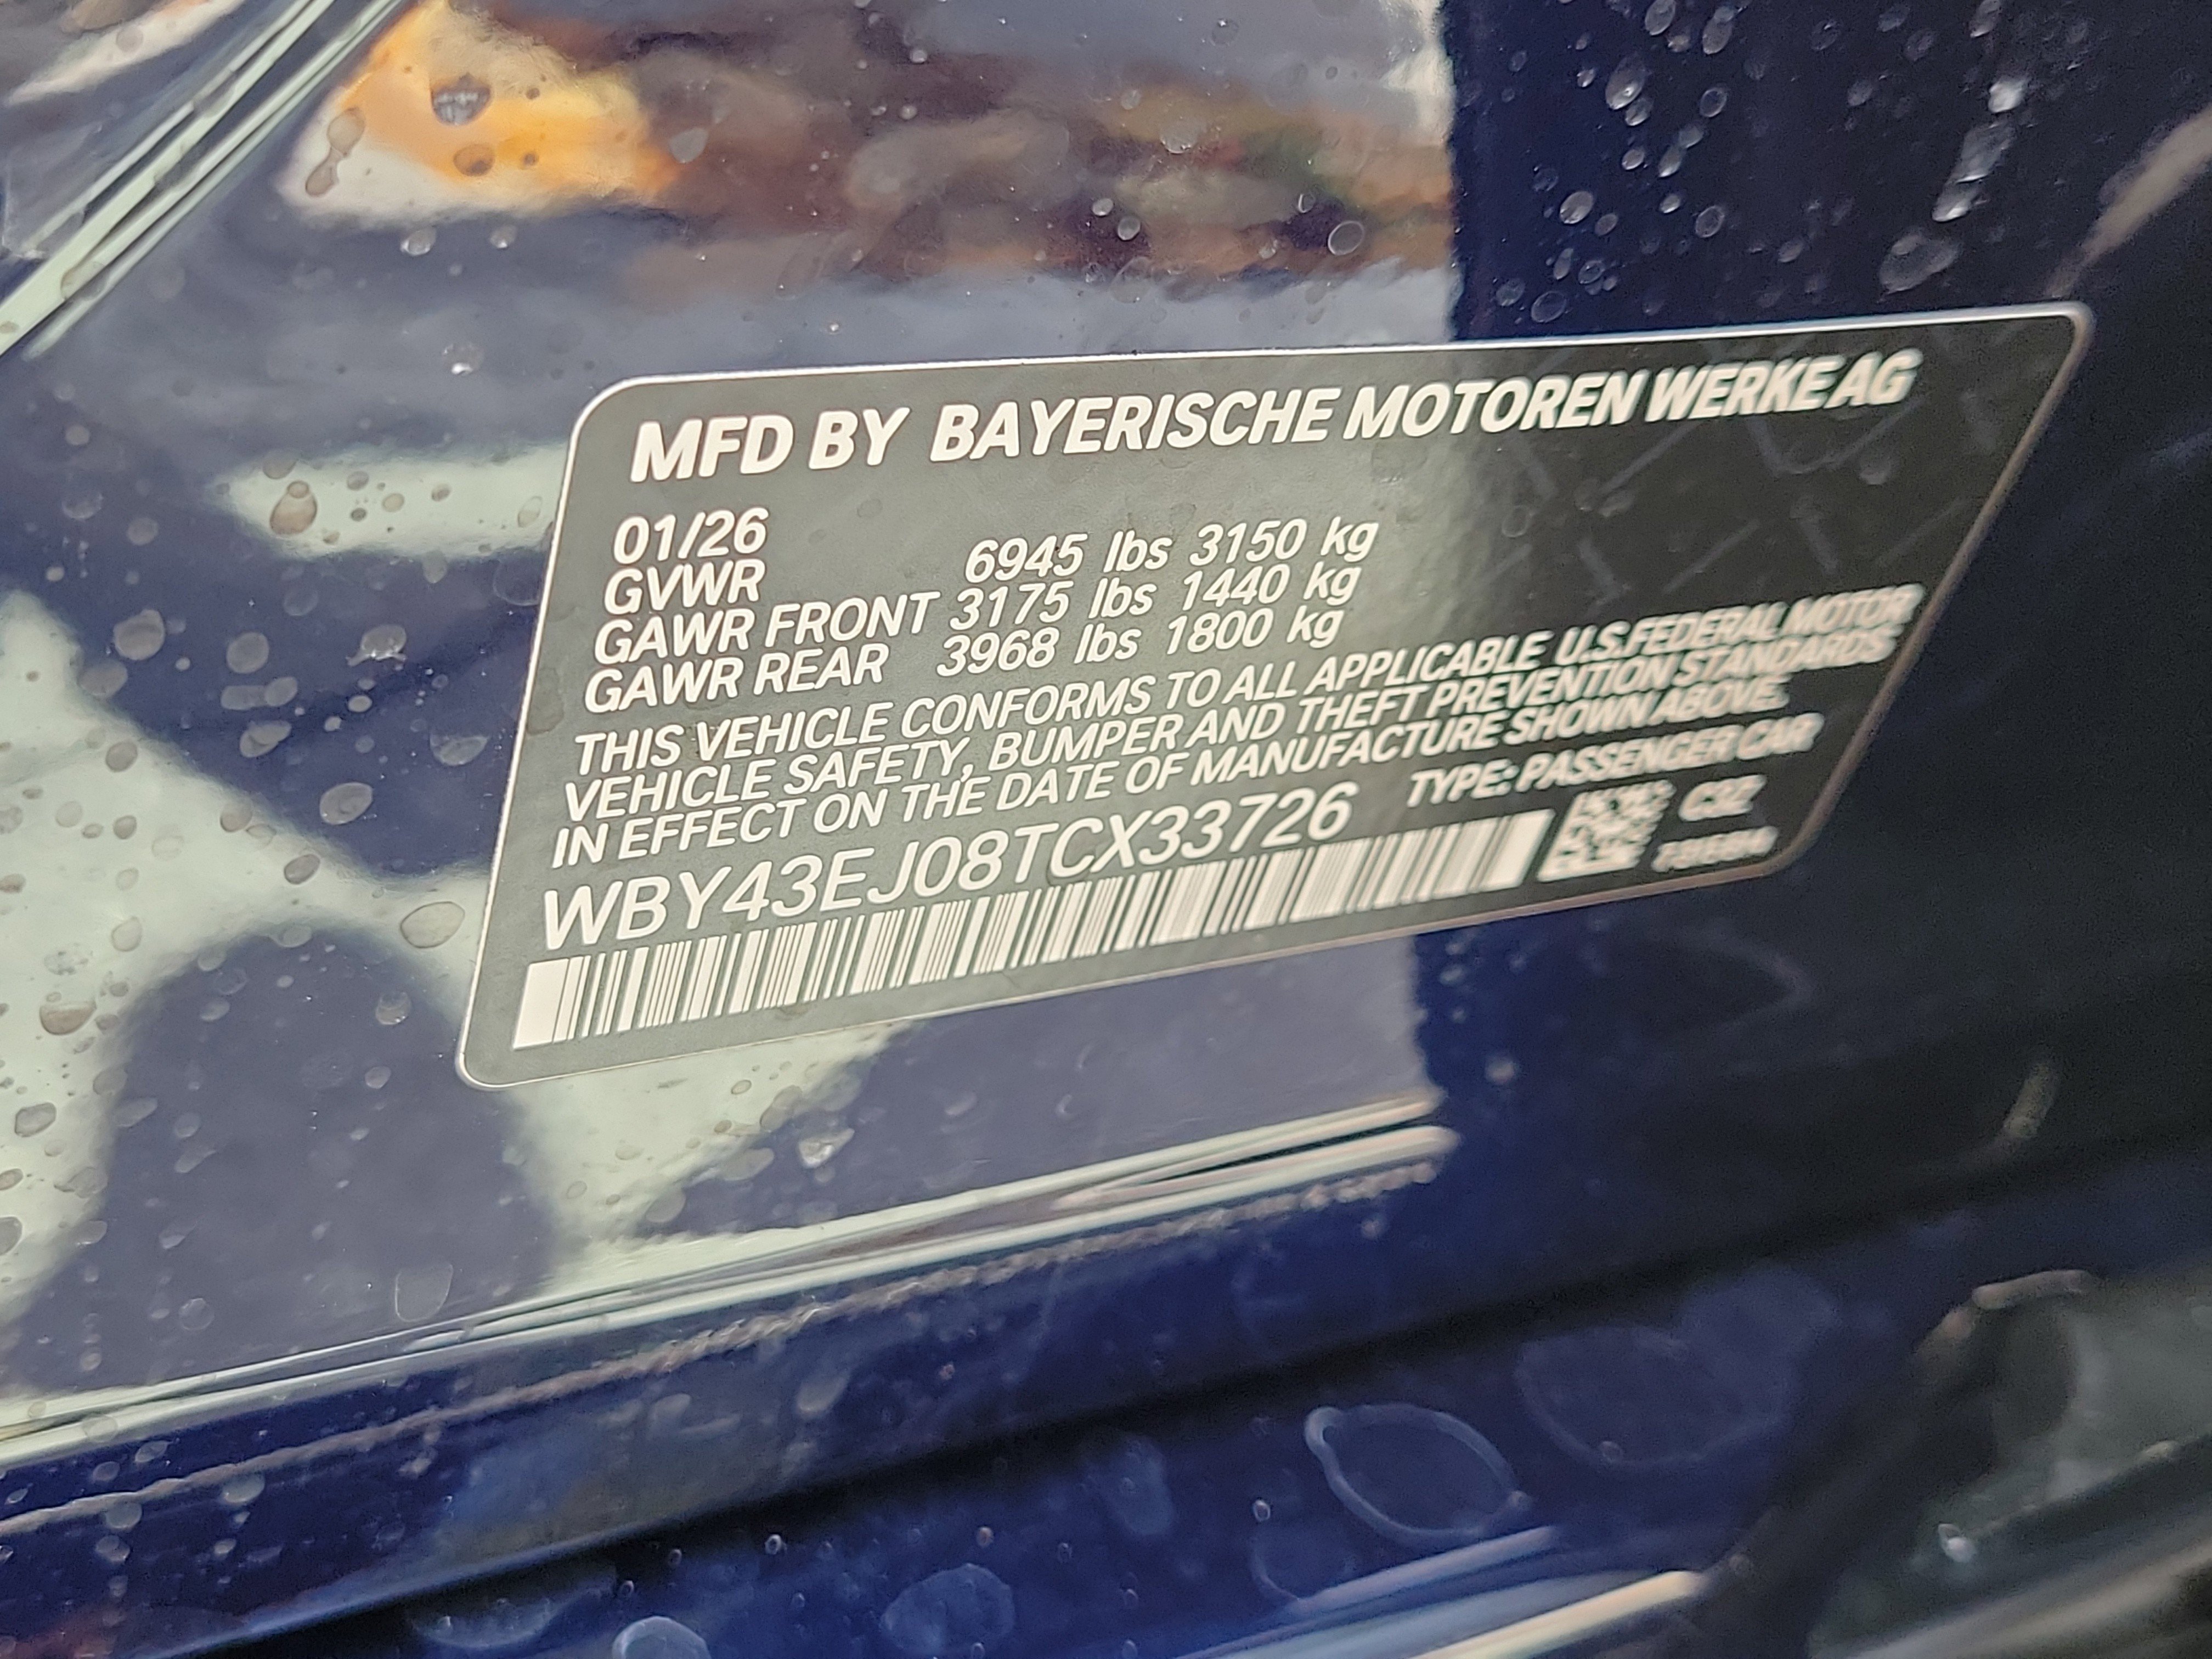 MFD BY BAYERISCHE MOTOREN WERKE AG
01/26
GVWR 6945 lbs 3150 kg
GAWR FRONT 3175 lbs 1440 kg
GAWR REAR 3968 lbs 1800 kg
THIS VEHICLE CONFORMS TO ALL APPLICABLE U.S.FEDERAL MOTOR
VEHICLE SAFETY, BUMPER AND THEFT PREVENTION STANDARDS
IN EFFECT ON THE DATE OF MANUFACTURE SHOWN ABOVE.
WBY43EJ08TCX33726 TYPE: PASSENGER CAR
C3Z